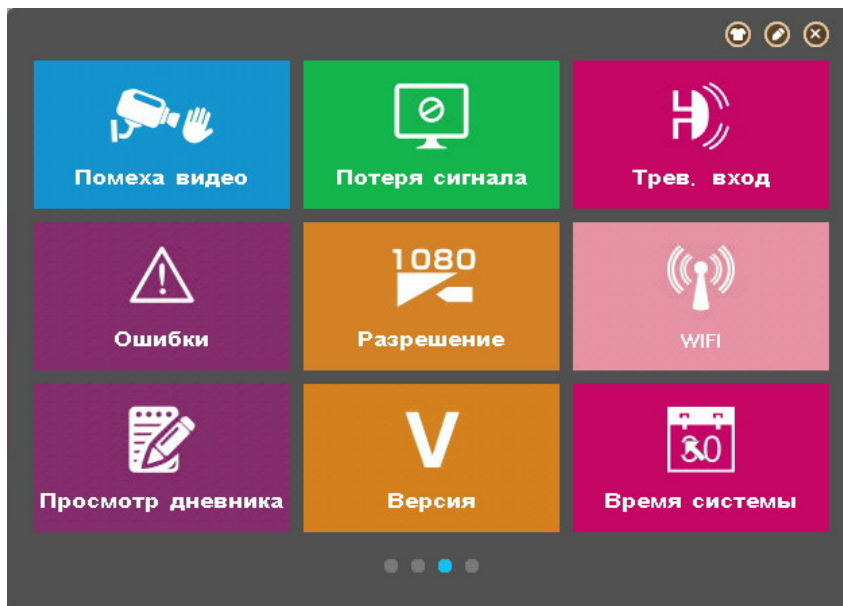 Помеха видео
Потеря сигнала
Трев. вход
1080
Ошибки
Разрешение
WIFI
V
30
Просмотр дневника
Версия
Время системы